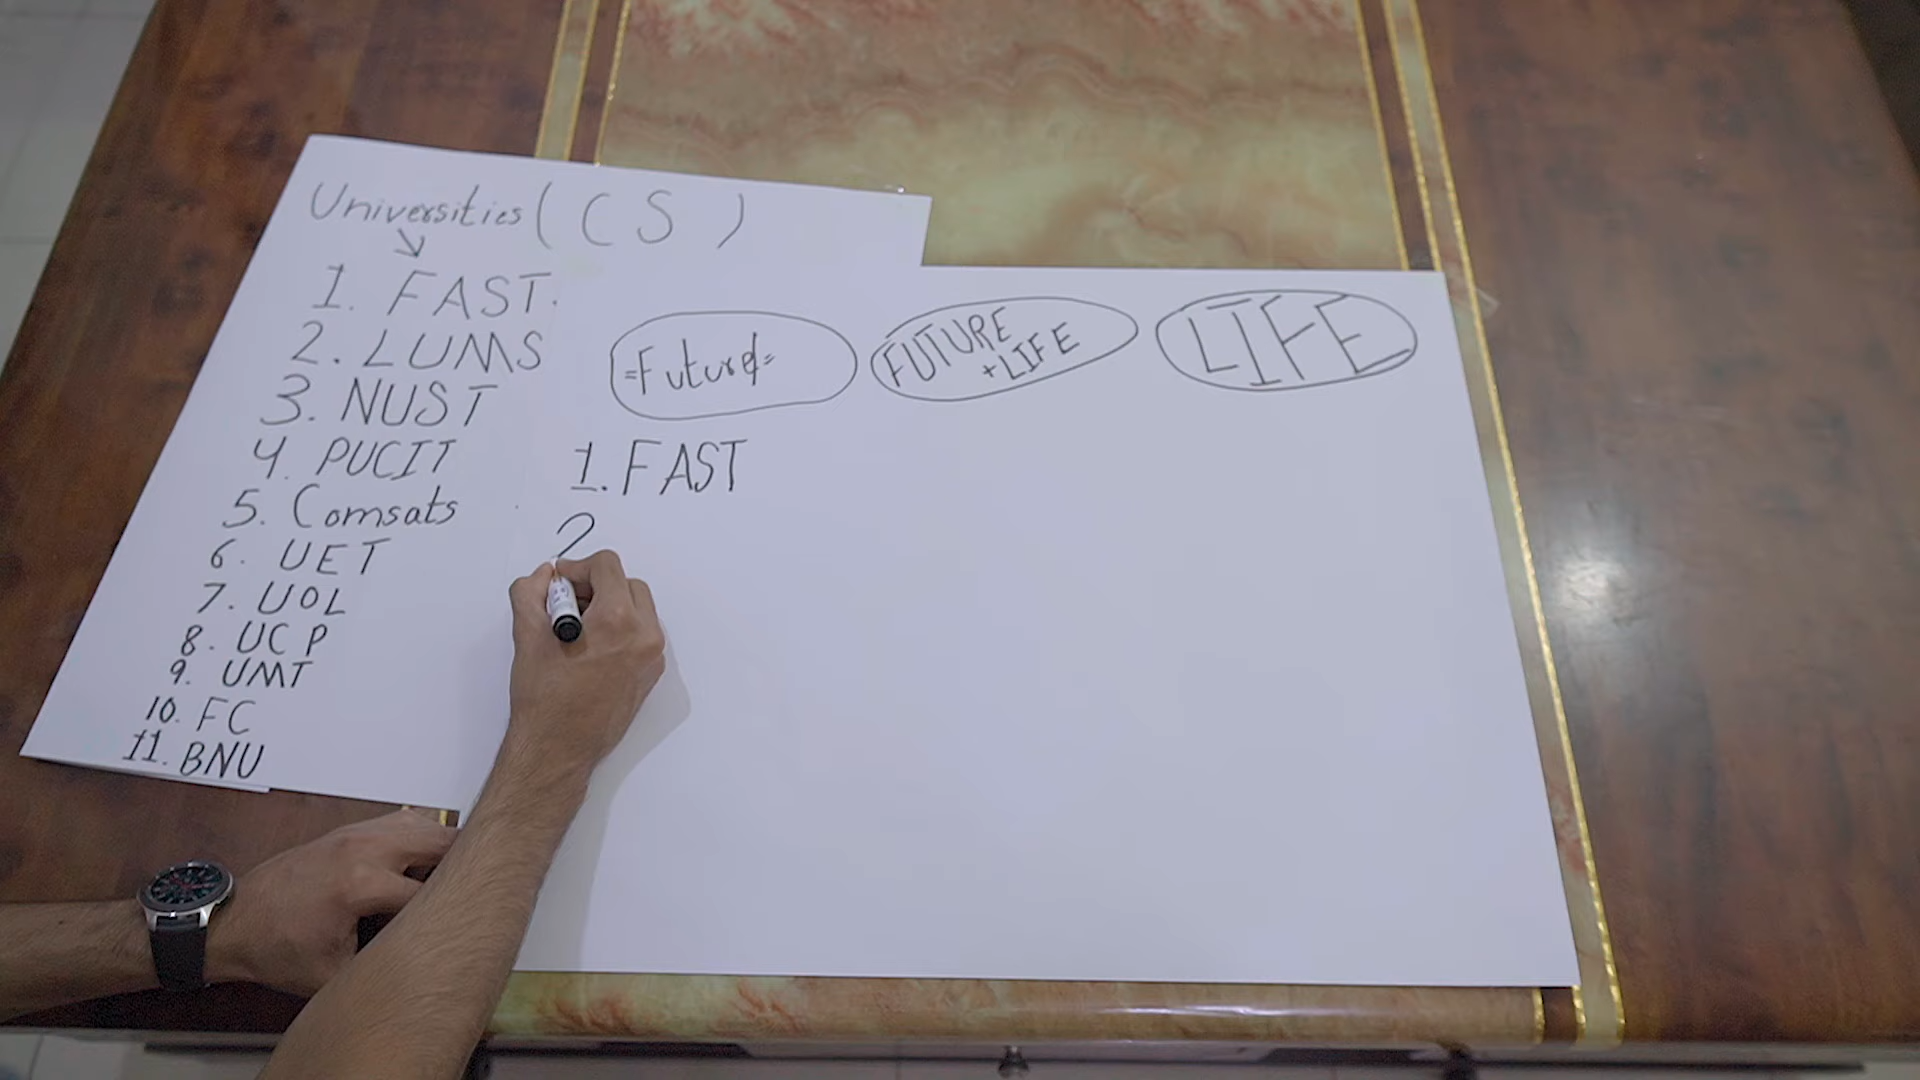 Universities (CS)
1. FAST.
2. LUMS
3. NUST
4. PUCIT
5. Comsats
6. UET
7. UOL
8. UCP
9. UMT
10. FC
11. BNU
=Future=
FUTURE
+LIFE
LIFE
1. FAST
2